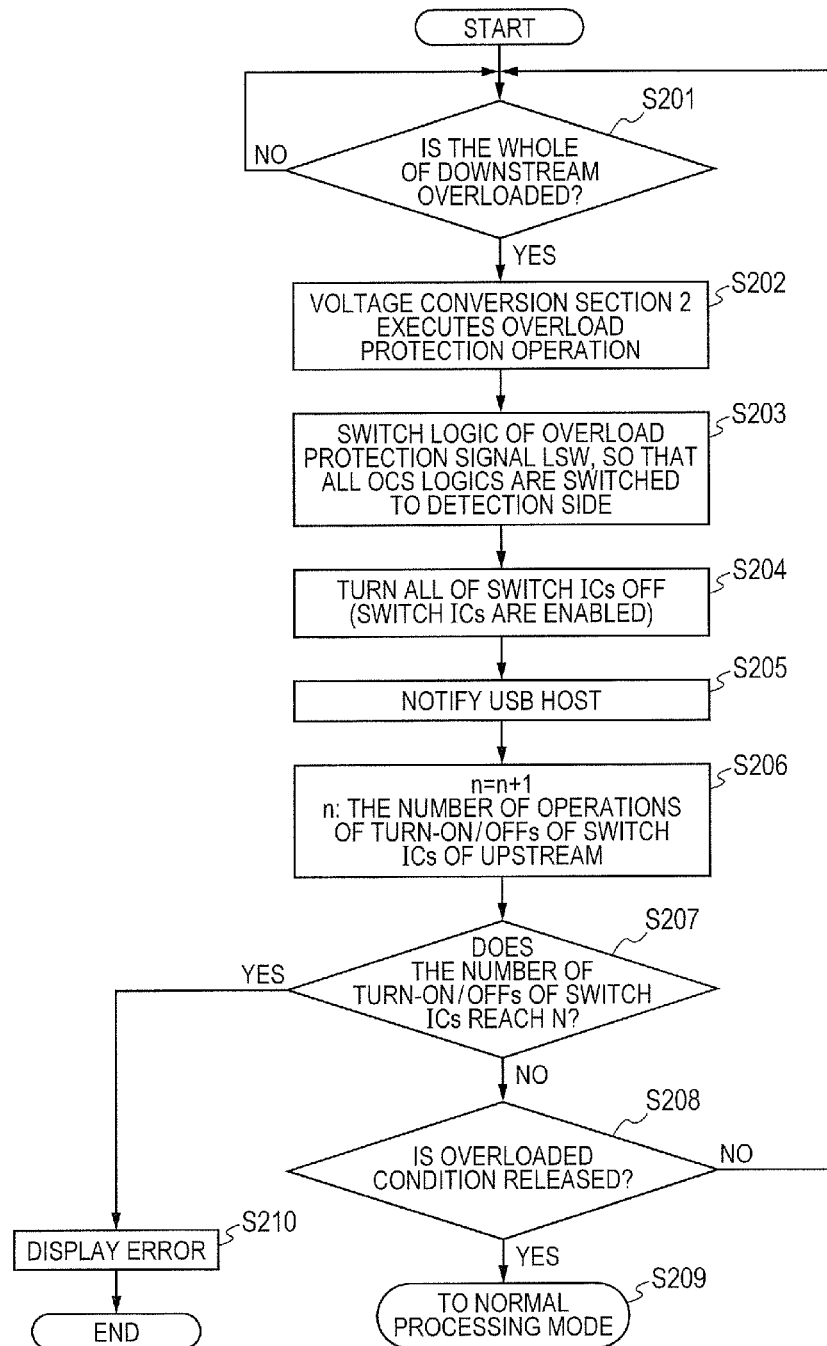 START
S201
NO
IS THE WHOLE
OF DOWNSTREAM
OVERLOADED?
YES
S202
VOLTAGE CONVERSION SECTION 2
EXECUTES OVERLOAD
PROTECTION OPERATION
S203
SWITCH LOGIC OF OVERLOAD
PROTECTION SIGNAL LSW, SO THAT
ALL OCS LOGICS ARE SWITCHED
TO DETECTION SIDE
S204
TURN ALL OF SWITCH ICs OFF
(SWITCH ICs ARE ENABLED)
S205
NOTIFY USB HOST
S206
n=n+1
n: THE NUMBER OF OPERATIONS
OF TURN-ON/OFFs OF SWITCH
ICs OF UPSTREAM
S207
YES
DOES
THE NUMBER OF
TURN-ON/OFFs OF SWITCH
ICs REACH N?
NO
S208
IS OVERLOADED
CONDITION RELEASED?
NO
S210
DISPLAY ERROR
YES
S209
TO NORMAL
PROCESSING MODE
END